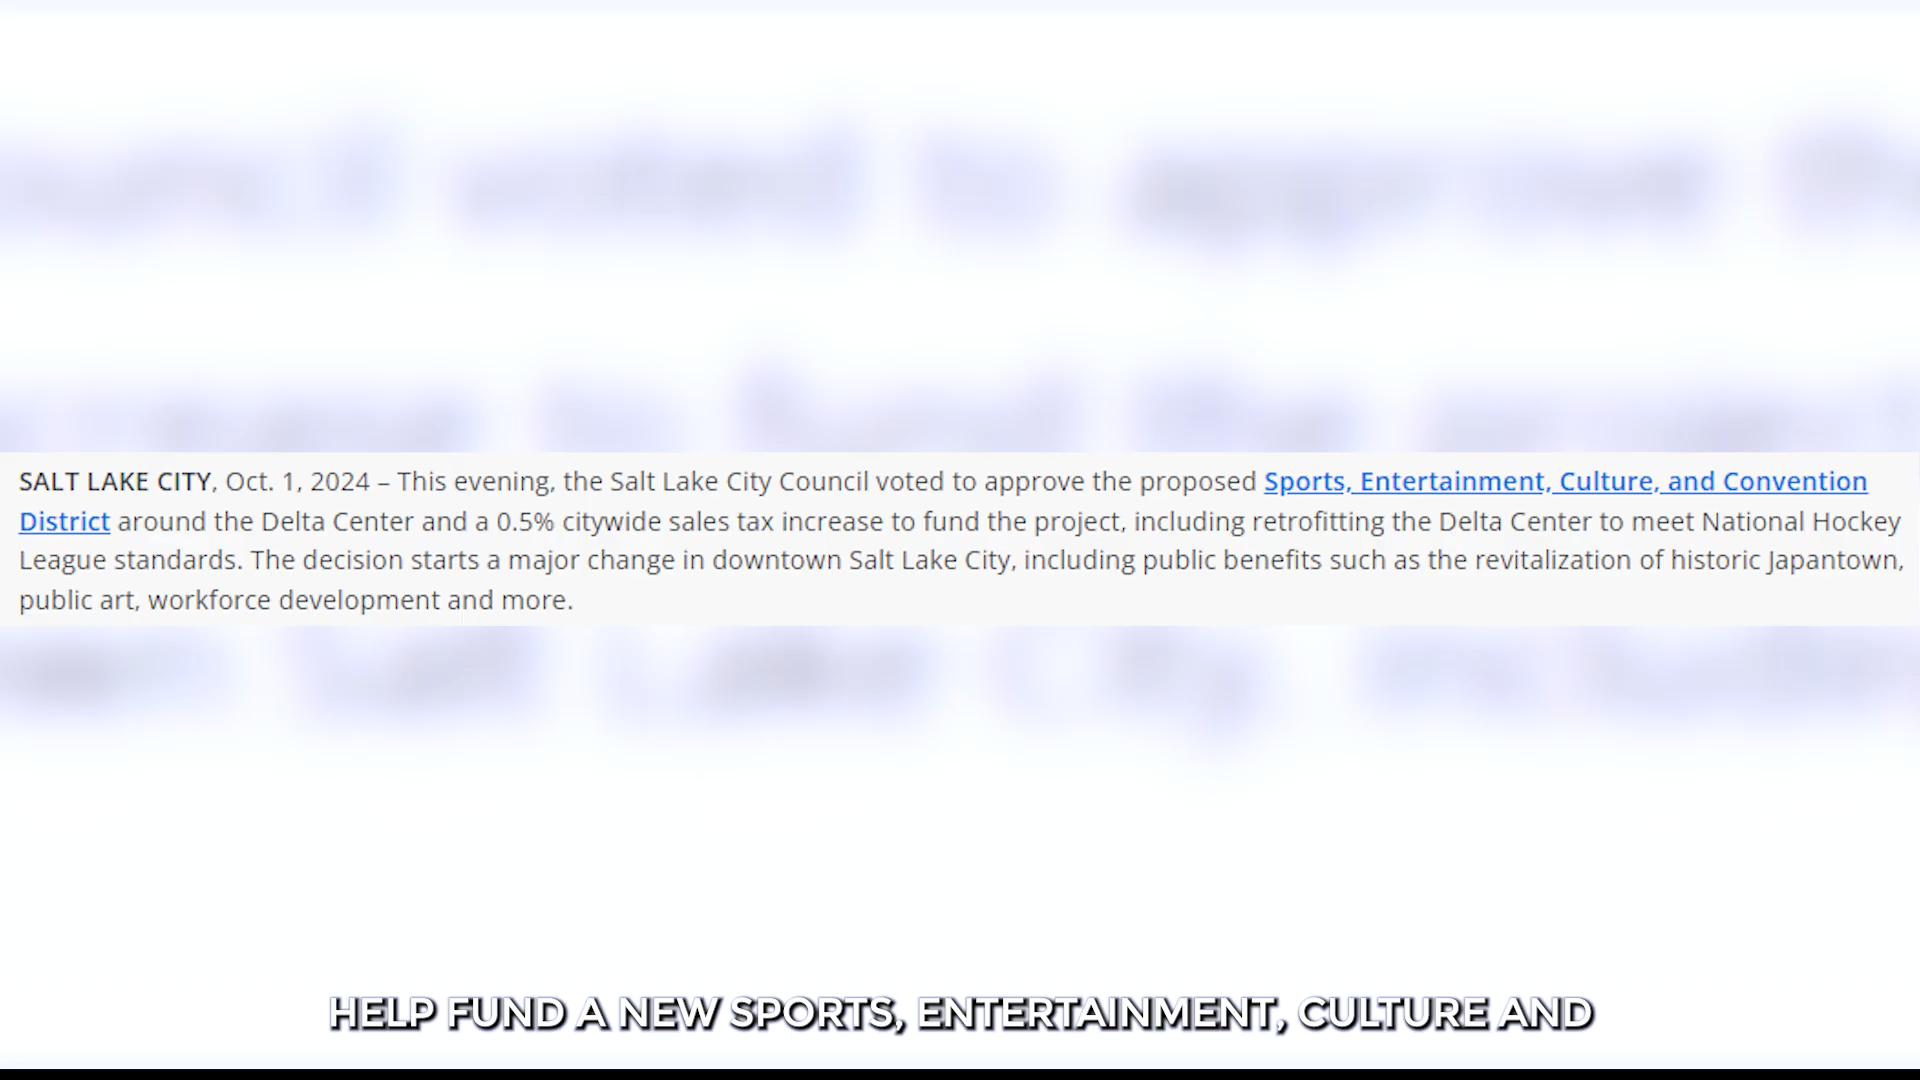 SALT LAKE CITY, Oct. 1, 2024 – This evening, the Salt Lake City Council voted to approve the proposed Sports, Entertainment, Culture, and Convention
District around the Delta Center and a 0.5% citywide sales tax increase to fund the project, including retrofitting the Delta Center to meet National Hockey
League standards. The decision starts a major change in downtown Salt Lake City, including public benefits such as the revitalization of historic Japantown,
public art, workforce development and more.
HELP FUND A NEW SPORTS, ENTERTAINMENT, CULTURE AND